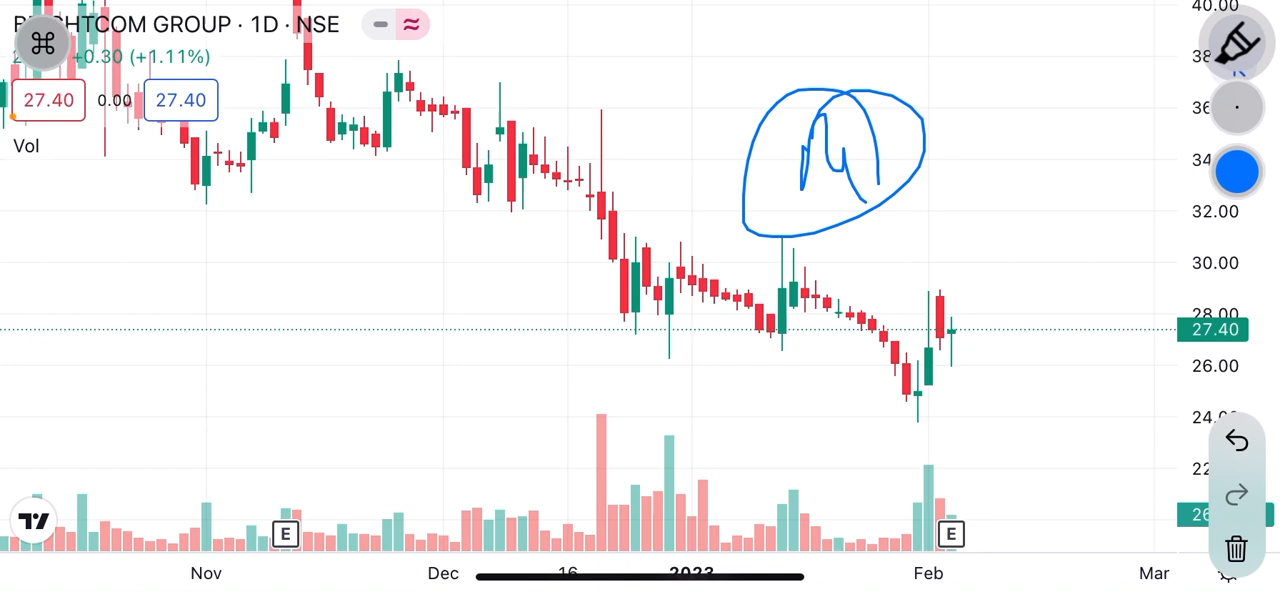 BRIGHTCOM GROUP · 1D · NSE
+0.30 (+1.11%)
27.40 0.00 27.40
Vol
40.00
38
36
34
32.00
30.00
28.00
27.40
26.00
24.00
22
26
E E
Nov Dec 16 2023 Feb Mar